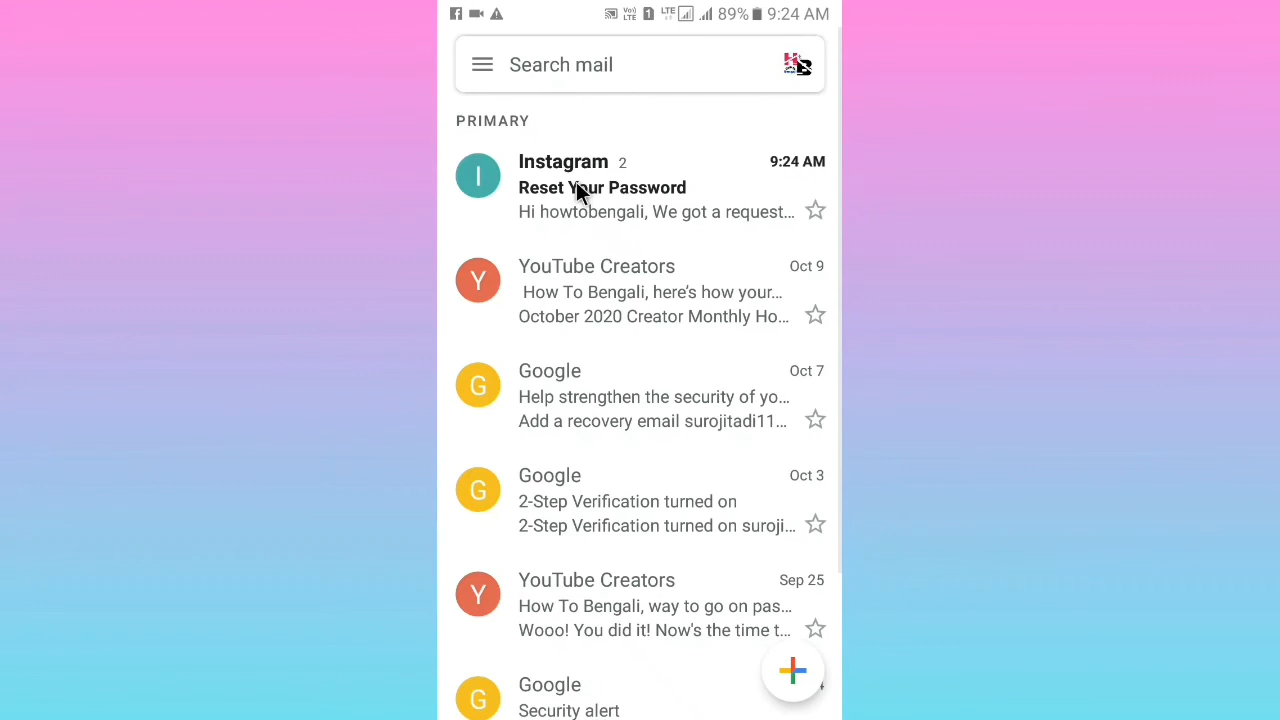 Vo) LTE 1 LTE 89% 9:24 AM
Search mail
PRIMARY
I Instagram 2 9:24 AM
Reset Your Password
Hi howtobengali, We got a request...
Y YouTube Creators Oct 9
How To Bengali, here's how your...
October 2020 Creator Monthly Ho...
G Google Oct 7
Help strengthen the security of yo...
Add a recovery email surojitadi11...
G Google Oct 3
2-Step Verification turned on
2-Step Verification turned on suroji...
Y YouTube Creators Sep 25
How To Bengali, way to go on pas...
Wooo! You did it! Now's the time t...
G Google
Security alert